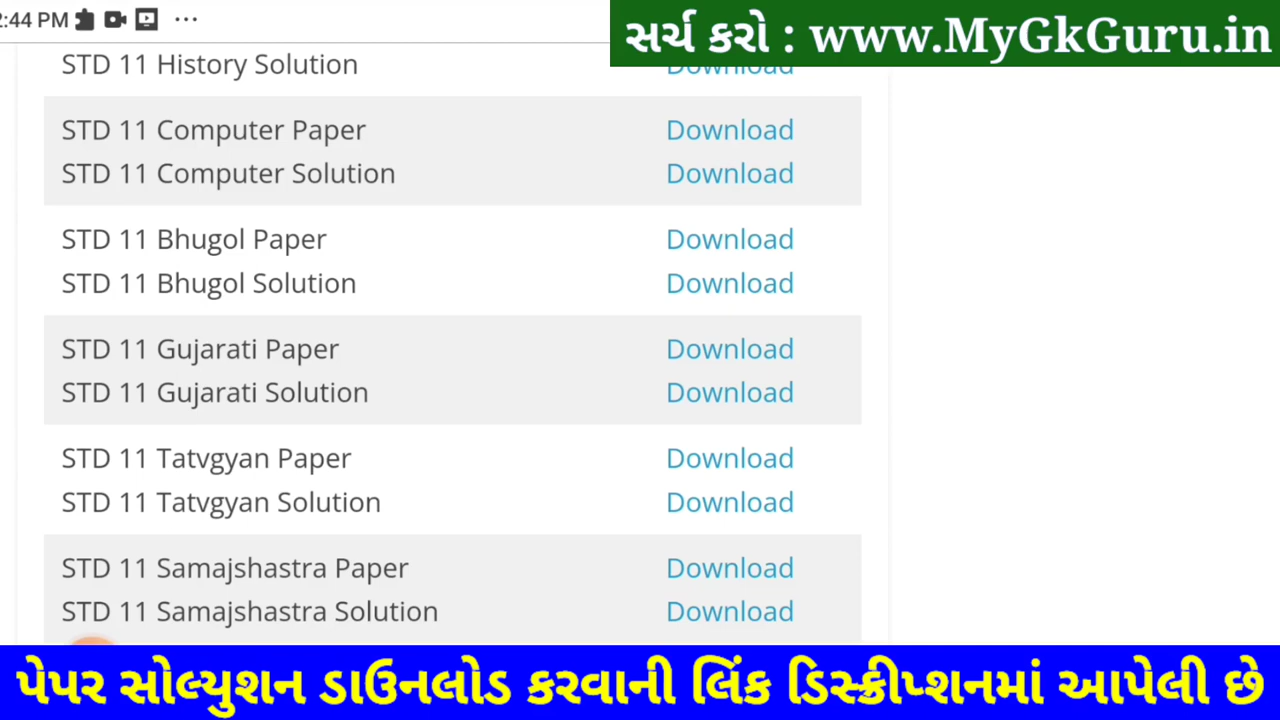 2:44 PM
સર્ચ કરો : www.MyGkGuru.in
STD 11 History Solution Download
STD 11 Computer Paper Download
STD 11 Computer Solution Download
STD 11 Bhugol Paper Download
STD 11 Bhugol Solution Download
STD 11 Gujarati Paper Download
STD 11 Gujarati Solution Download
STD 11 Tatvgyan Paper Download
STD 11 Tatvgyan Solution Download
STD 11 Samajshastra Paper Download
STD 11 Samajshastra Solution Download
પેપર સોલ્યુશન ડાઉનલોડ કરવાની લિંક ડિસ્ક્રીપ્શનમાં આપેલી છે